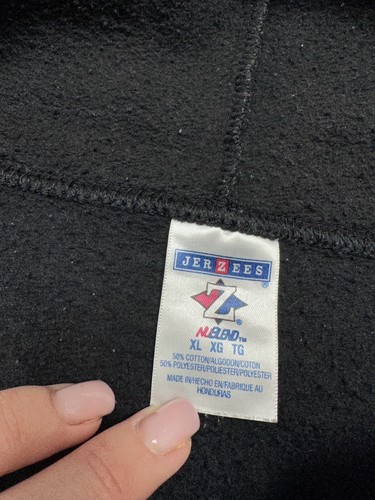 JERZEES®
Z®
NUBLEND™
XL XG TG
50% COTTON/ALGODON/COTON
50% POLYESTER/POLIESTER/POLYESTER
MADE IN/HECHO EN/FABRIQUE AU
HONDURAS